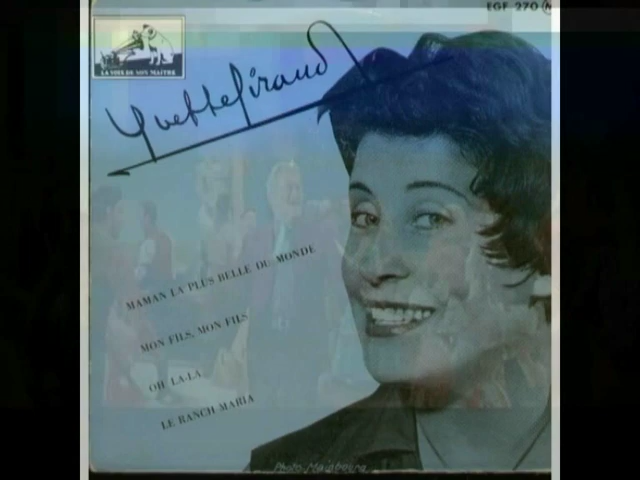 EGF 270
LA VOIX DE SON MAITRE
Yvette Giraud
MAMAN LA PLUS BELLE DU MONDE
MON FILS, MON FILS
OH LA-LA
LE RANCH MARIA
Photo